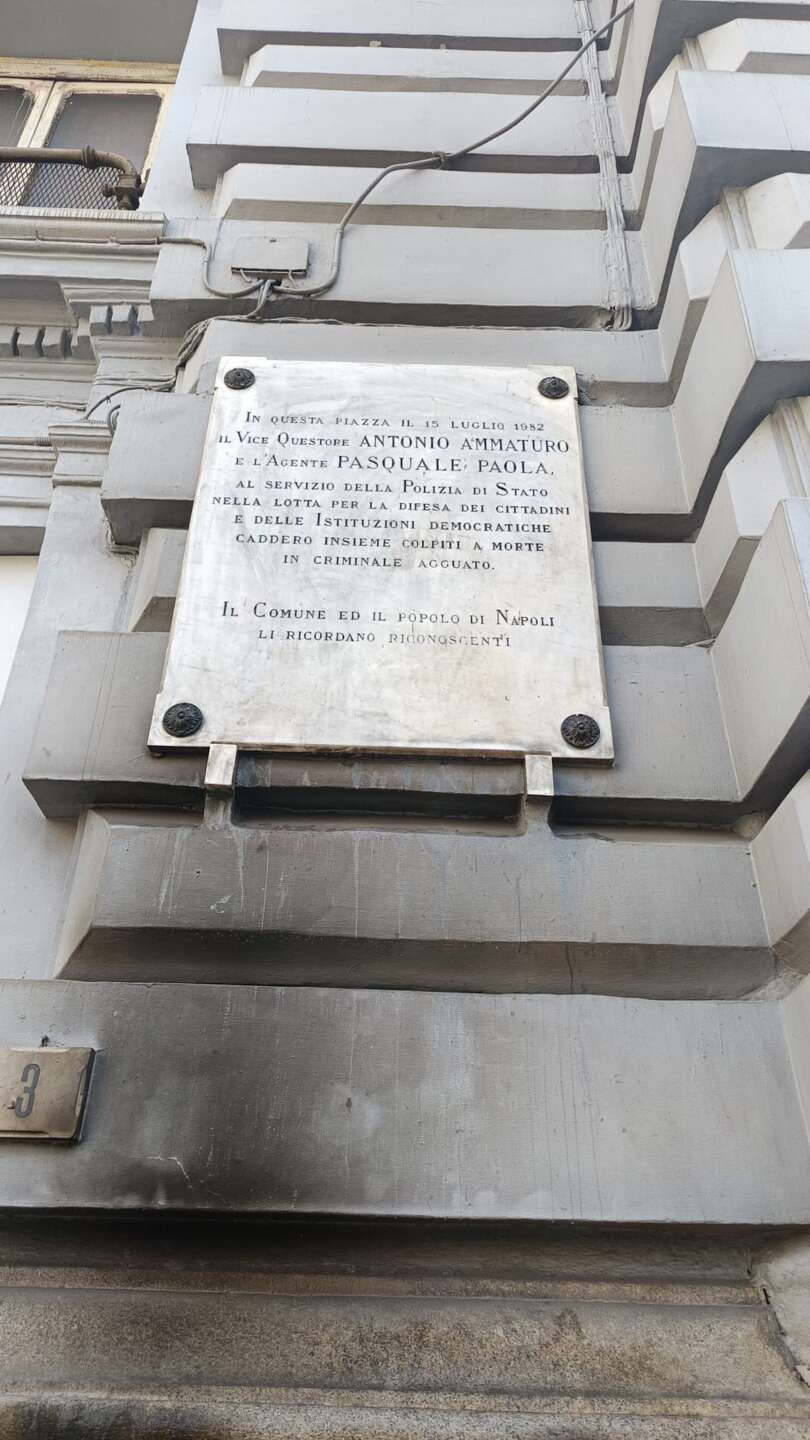 In questa piazza il 15 luglio 1982
il Vice Questore ANTONIO AMMATURO
e l'Agente PASQUALE PAOLA,
al servizio della Polizia di Stato
nella lotta per la difesa dei cittadini
e delle Istituzioni democratiche
caddero insieme colpiti a morte
in criminale agguato.
Il Comune ed il popolo di Napoli
li ricordano riconoscenti
3